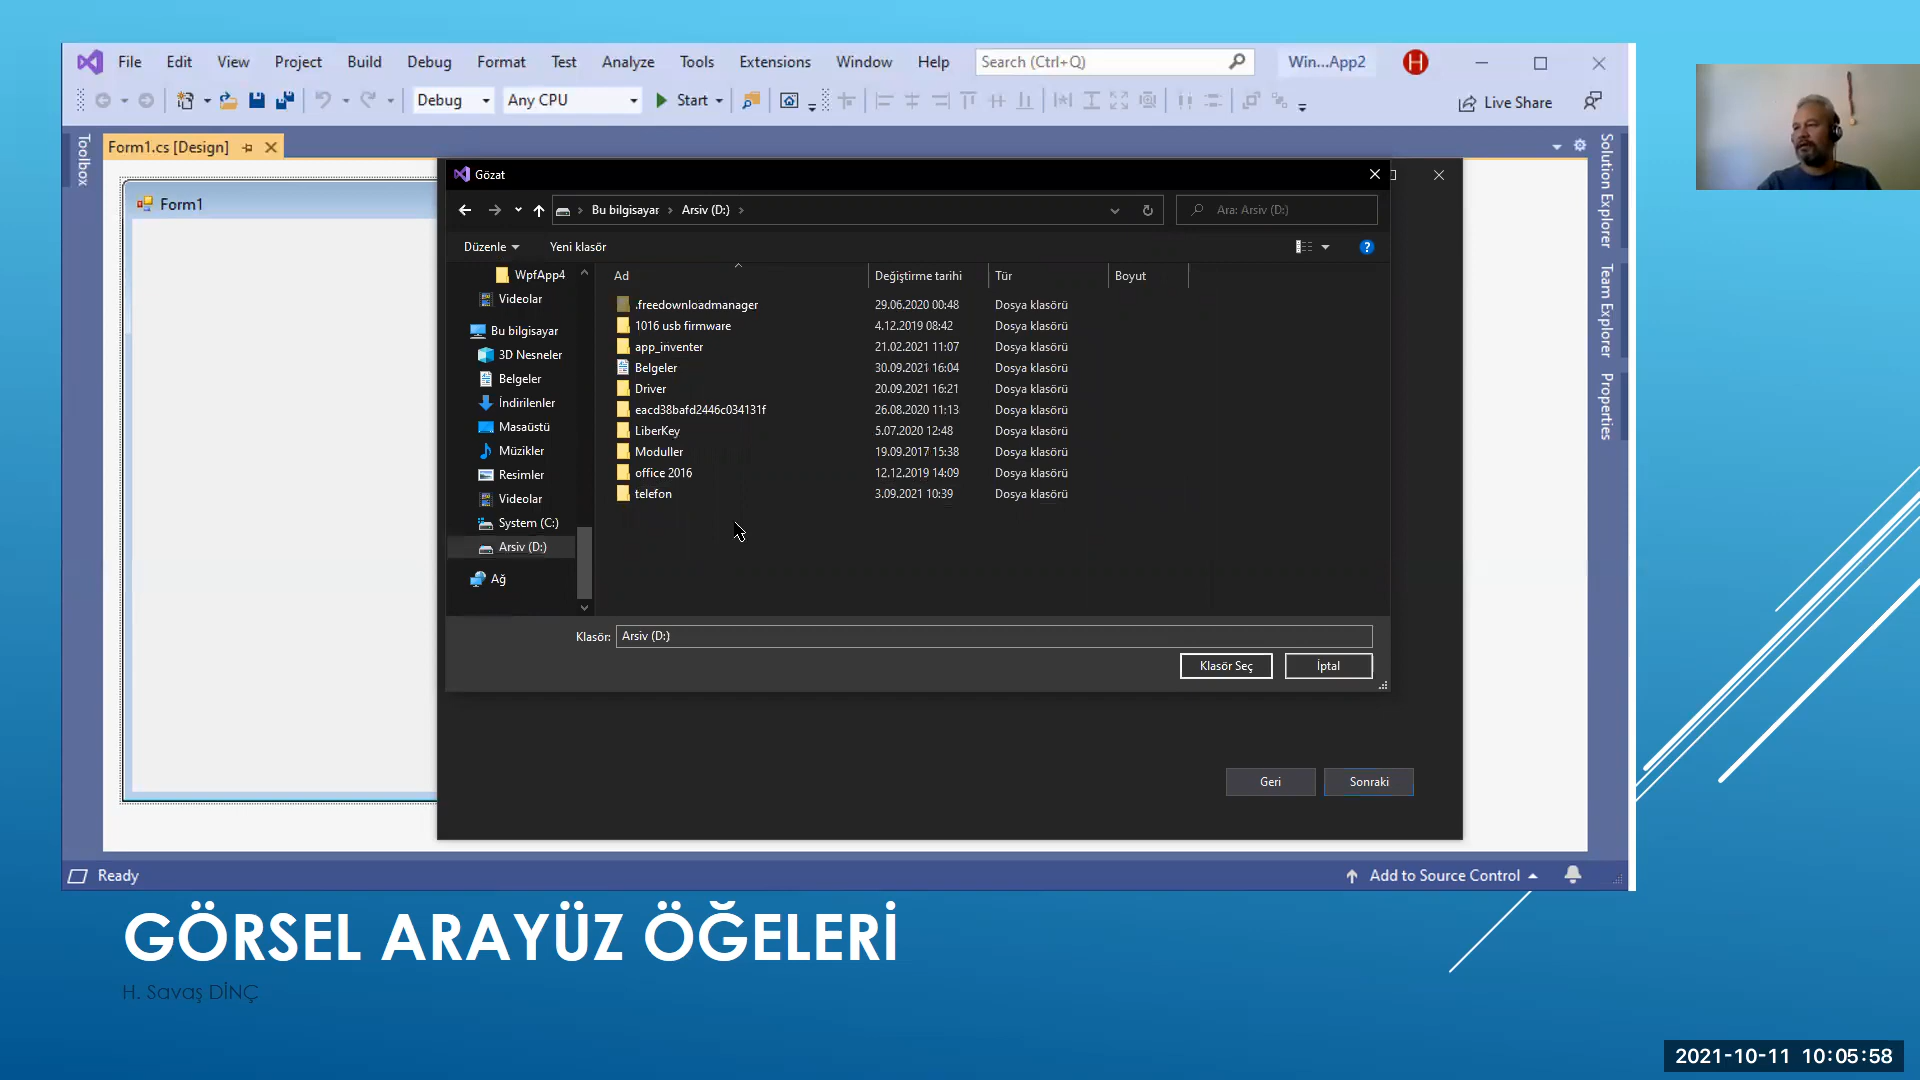 File Edit View Project Build Debug Format Test Analyze Tools Extensions Window Help Search (Ctrl+Q) Win...App2 H
Debug Any CPU Start Live Share
Toolbox
Form1.cs [Design]
Form1
Gözat
Bu bilgisayar Arsiv (D:) Ara: Arsiv (D:)
Düzenle Yeni klasör
Ad Değiştirme tarihi Tür Boyut
WpfApp4
Videolar
Bu bilgisayar
3D Nesneler
Belgeler
İndirilenler
Masaüstü
Müzikler
Resimler
Videolar
System (C:)
Arsiv (D:)
Ağ
.freedownloadmanager 29.06.2020 00:48 Dosya klasörü
1016 usb firmware 4.12.2019 08:42 Dosya klasörü
app_inventer 21.02.2021 11:07 Dosya klasörü
Belgeler 30.09.2021 16:04 Dosya klasörü
Driver 20.09.2021 16:21 Dosya klasörü
eacd38bafd2446c034131f 26.08.2020 11:13 Dosya klasörü
LiberKey 5.07.2020 12:48 Dosya klasörü
Moduller 19.09.2017 15:38 Dosya klasörü
office 2016 12.12.2019 14:09 Dosya klasörü
telefon 3.09.2021 10:39 Dosya klasörü
Klasör: Arsiv (D:)
Klasör Seç İptal
Geri Sonraki
Solution Explorer
Team Explorer
Properties
Ready Add to Source Control
GÖRSEL ARAYÜZ ÖĞELERİ
H. Savaş DİNÇ
2021-10-11 10:05:58